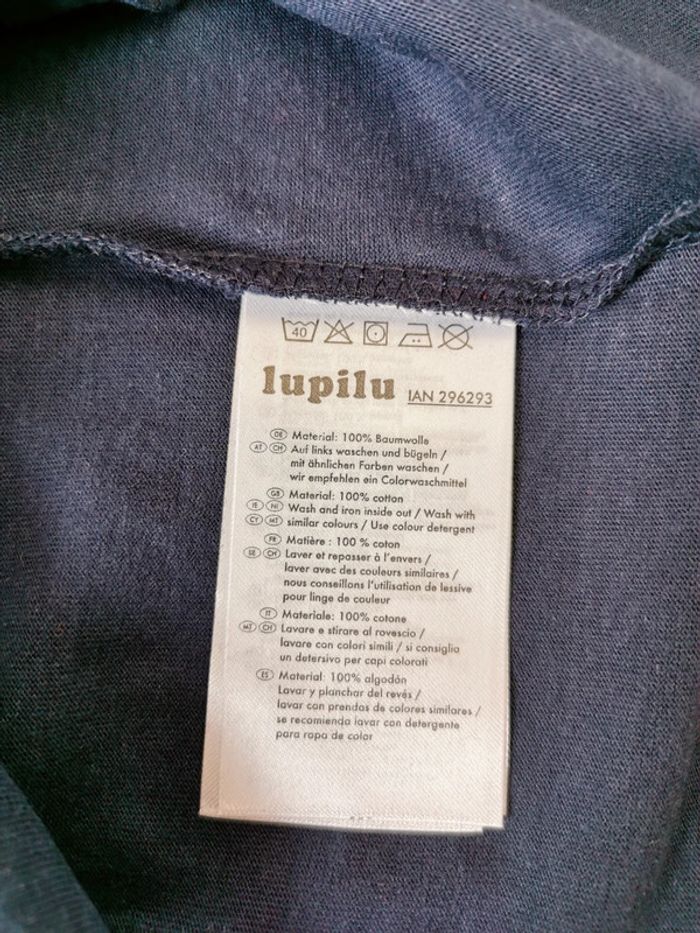 40
lupilu IAN 296293
DE Material: 100% Baumwolle
AT CH Auf links waschen und bügeln /
mit ähnlichen Farben waschen /
wir empfehlen ein Colorwaschmittel
GB Material: 100% cotton
IE NI Wash and iron inside out / Wash with
CY MT similar colours / Use colour detergent
FR Matière : 100 % coton
BE CH Laver et repasser à l'envers /
laver avec des couleurs similaires /
nous conseillons l'utilisation de lessive
pour linge de couleur
IT Materiale: 100% cotone
MT CH Lavare e stirare al rovescio /
lavare con colori simili / si consiglia
un detersivo per capi colorati
ES Material: 100% algodón
Lavar y planchar del revés /
lavar con prendas de colores similares /
se recomienda lavar con detergente
para ropa de color